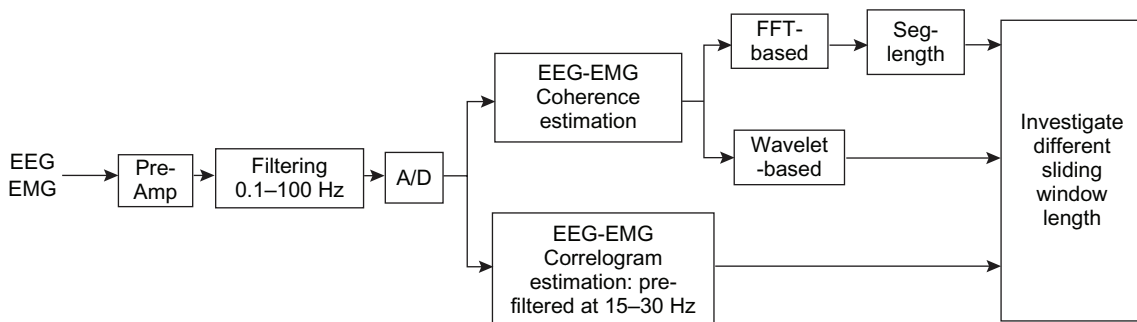 EEG
EMG
Pre-
Amp
Filtering
0.1–100 Hz
A/D
EEG-EMG
Coherence
estimation
FFT-
based
Seg-
length
Wavelet
-based
EEG-EMG
Correlogram
estimation: pre-
filtered at 15–30 Hz
Investigate
different
sliding
window
length